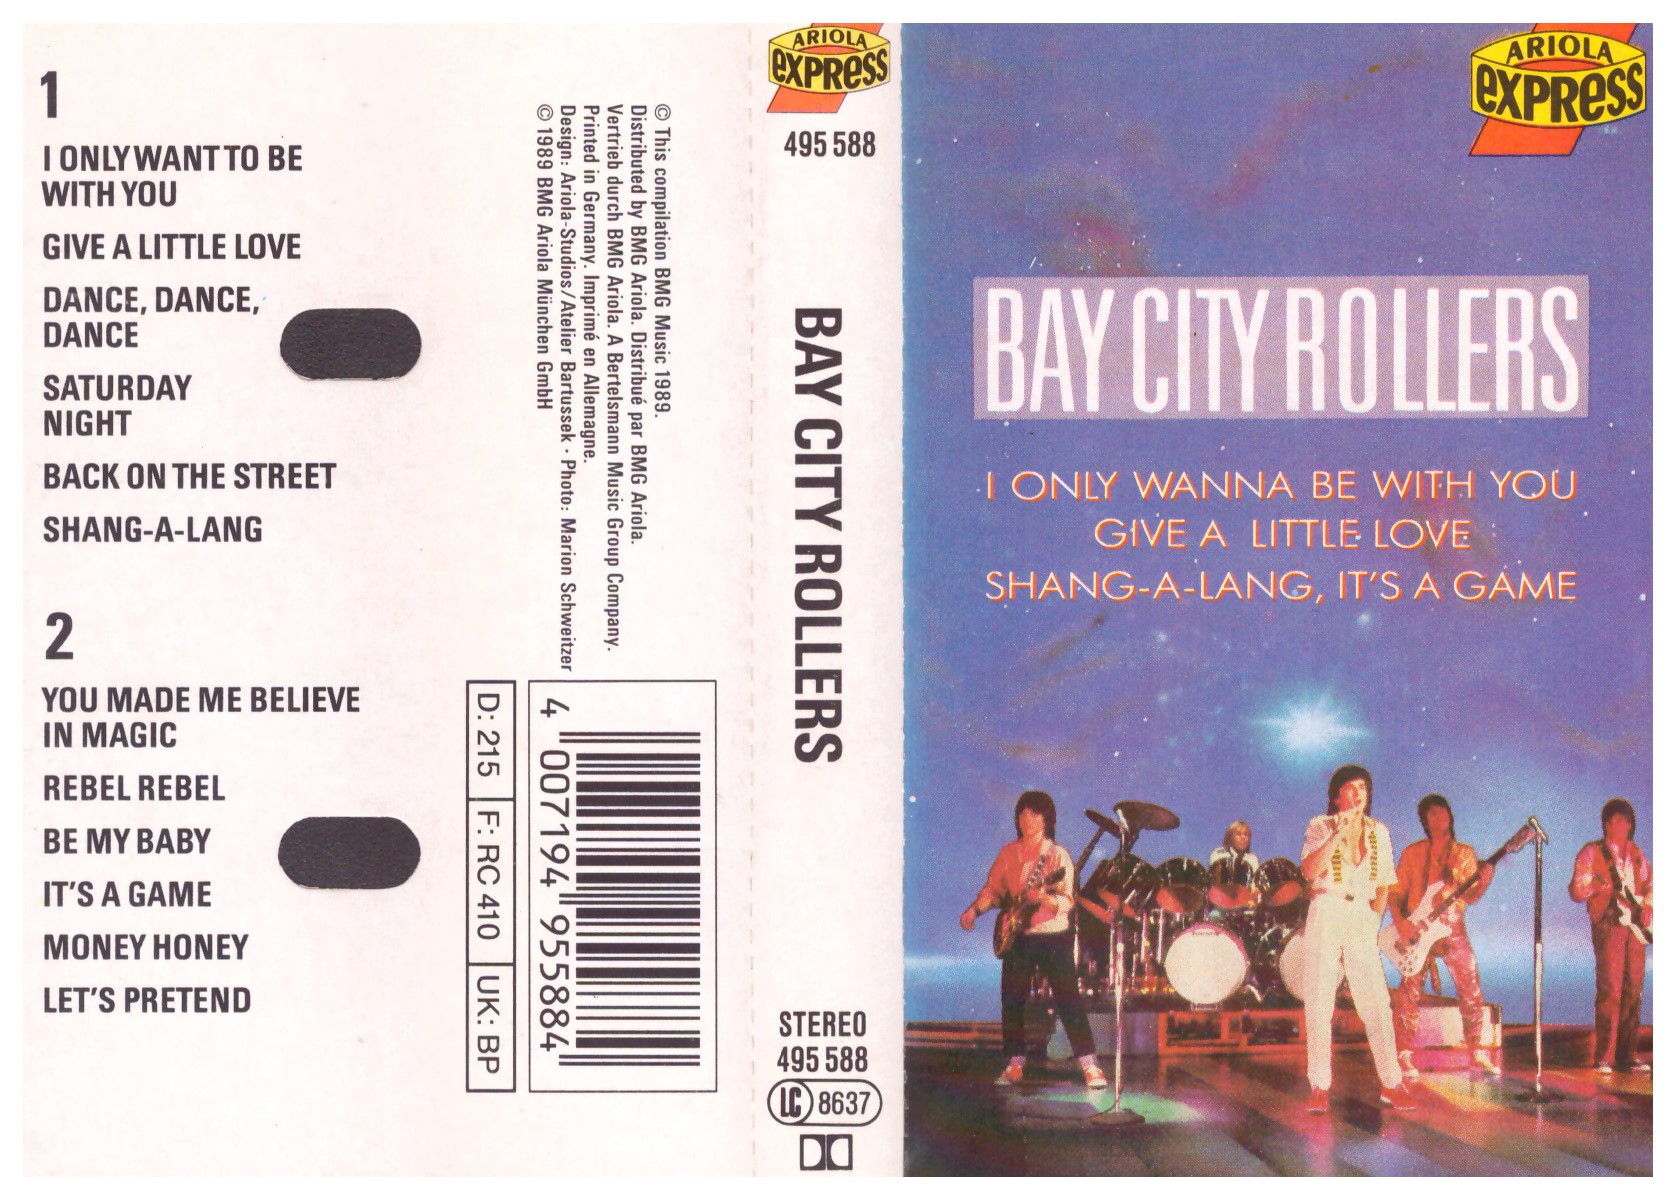 1
I ONLY WANT TO BE
WITH YOU
GIVE A LITTLE LOVE
DANCE, DANCE,
DANCE
SATURDAY
NIGHT
BACK ON THE STREET
SHANG-A-LANG
2
YOU MADE ME BELIEVE
IN MAGIC
REBEL REBEL
BE MY BABY
IT'S A GAME
MONEY HONEY
LET'S PRETEND
© This compilation BMG Music 1989.
Distributed by BMG Ariola. Distribué par BMG Ariola.
Vertrieb durch BMG Ariola. A Bertelsmann Music Group Company.
Printed in Germany. Imprimé en Allemagne.
Design: Ariola-Studios/Atelier Bartussek · Photo: Marion Schweitzer
© 1989 BMG Ariola München GmbH
D: 215 F: RC 410 UK: BP
4 007194 955884
ARIOLA
EXPRESS
495 588
BAY CITY ROLLERS
STEREO
495 588
LC 8637
ARIOLA
EXPRESS
BAY CITY ROLLERS
I ONLY WANNA BE WITH YOU
GIVE A LITTLE LOVE
SHANG-A-LANG, IT'S A GAME